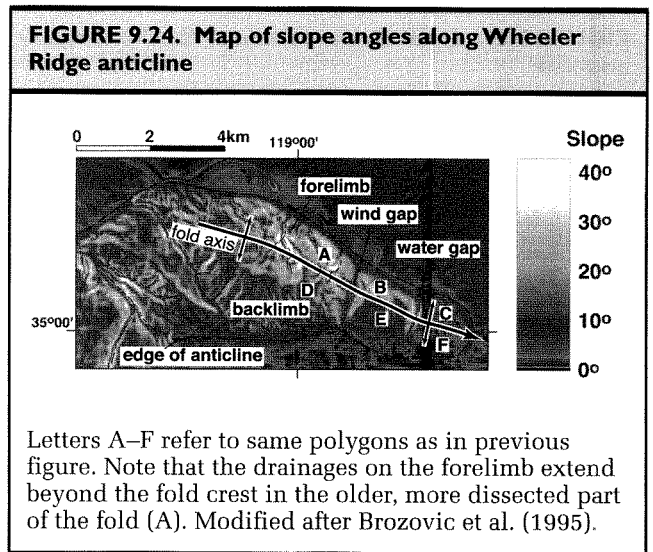 FIGURE 9.24. Map of slope angles along Wheeler
Ridge anticline
0 2 4km 119°00'
Slope
40°
30°
20°
10°
0°
forelimb
wind gap
water gap
fold axis
A
B
C
D
E
F
backlimb
35°00'
edge of anticline
Letters A–F refer to same polygons as in previous
figure. Note that the drainages on the forelimb extend
beyond the fold crest in the older, more dissected part
of the fold (A). Modified after Brozovic et al. (1995).